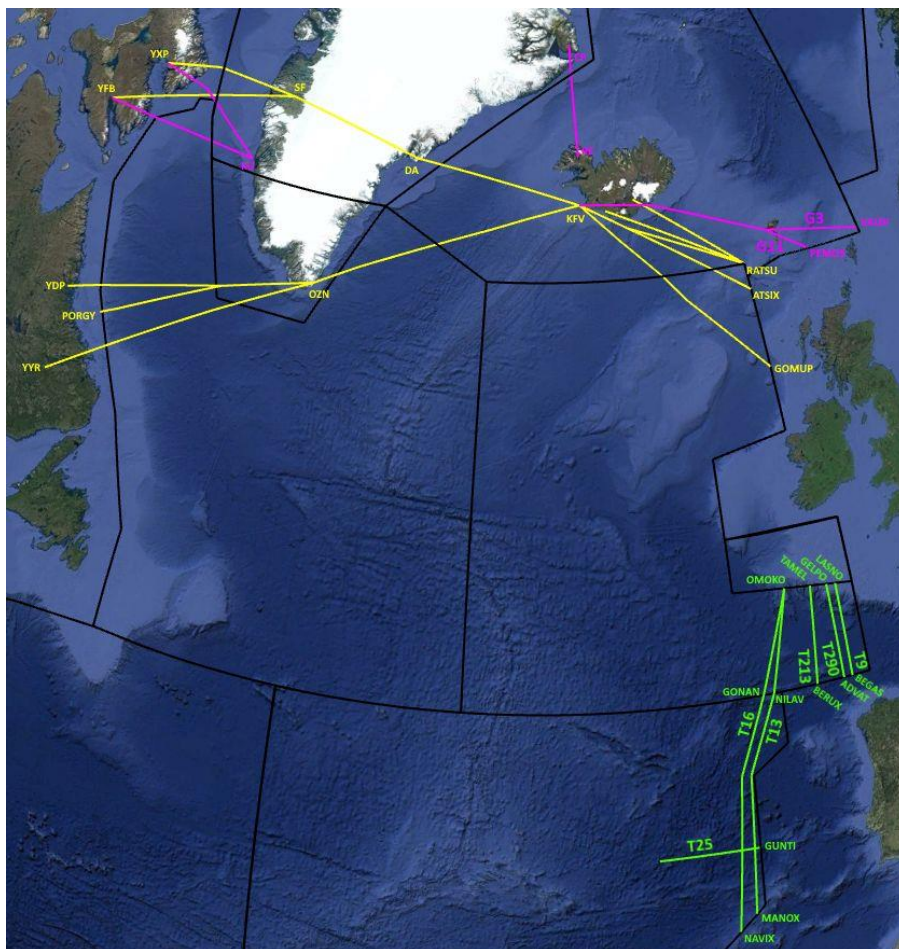 YXP
YFB
SF
DA
KFV
G3
G11
RATSU
ATSIX
YDP
OZN
PORGY
YYR
GOMUP
LASNO
GELPO
TAMEL
OMOKO
T9
T290
T213
BEGAS
ADVAT
BERUX
GONAN
NILAV
T16
T13
T25
GUNTI
MANOX
NAVIX